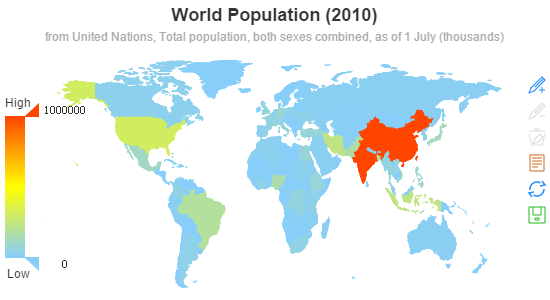 World Population (2010)
from United Nations, Total population, both sexes combined, as of 1 July (thousands)
High
1000000
0
Low